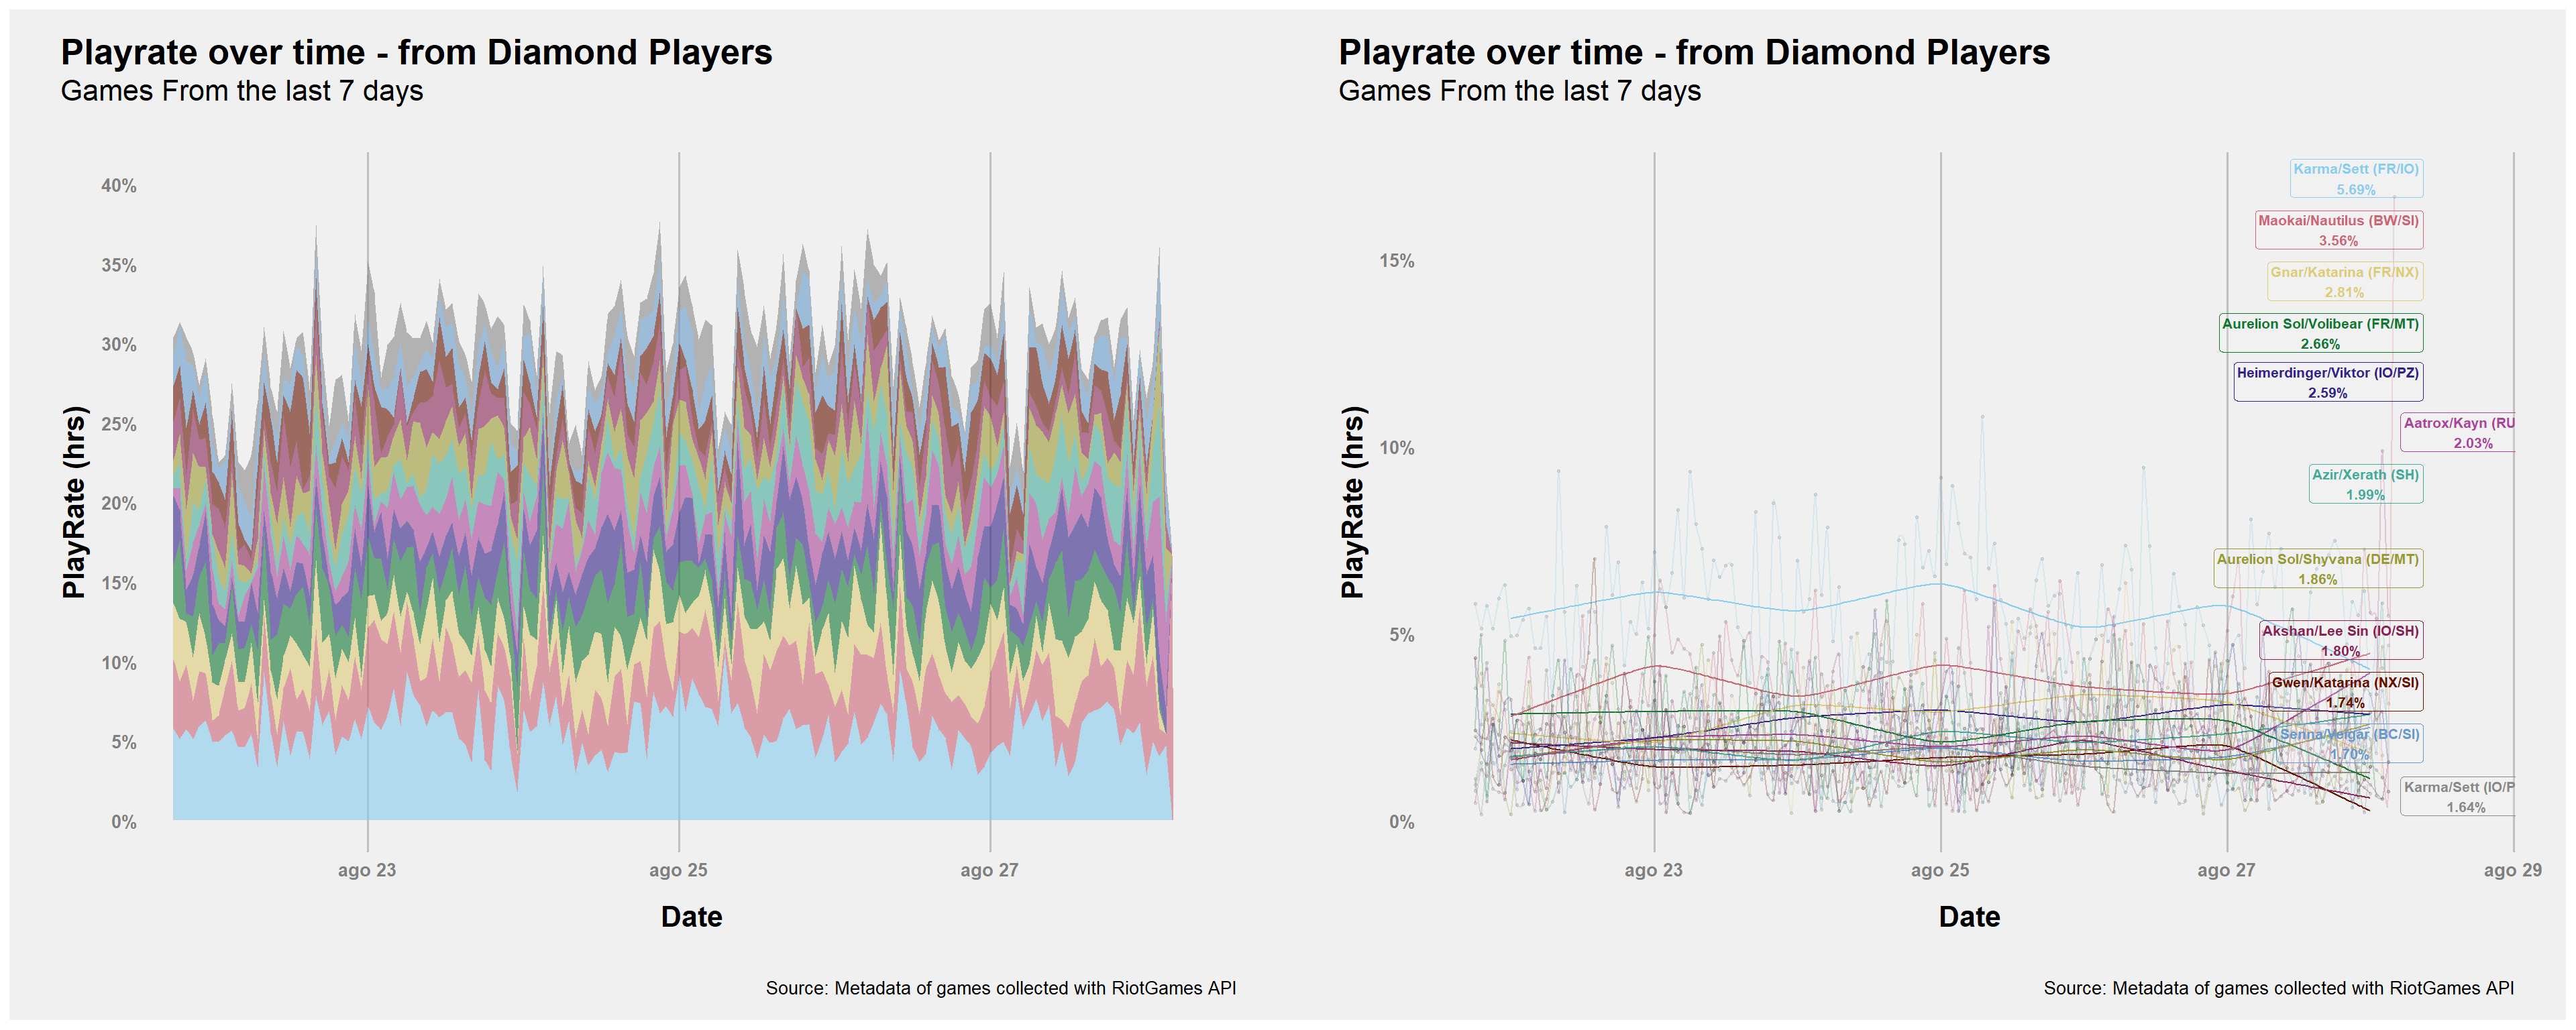 Playrate over time - from Diamond Players
Games From the last 7 days
40%
35%
30%
25%
20%
15%
10%
5%
0%
PlayRate (hrs)
ago 23
ago 25
ago 27
Date
Source: Metadata of games collected with RiotGames API
Playrate over time - from Diamond Players
Games From the last 7 days
15%
10%
5%
0%
PlayRate (hrs)
Karma/Sett (FR/IO)
5.69%
Maokai/Nautilus (BW/SI)
3.56%
Gnar/Katarina (FR/NX)
2.81%
Aurelion Sol/Volibear (FR/MT)
2.66%
Heimerdinger/Viktor (IO/PZ)
2.59%
Aatrox/Kayn (RU
2.03%
Azir/Xerath (SH)
1.99%
Aurelion Sol/Shyvana (DE/MT)
1.86%
Akshan/Lee Sin (IO/SH)
1.80%
Gwen/Katarina (NX/SI)
1.74%
Senna/Veigar (BC/SI)
1.70%
Karma/Sett (IO/P
1.64%
ago 23
ago 25
ago 27
ago 29
Date
Source: Metadata of games collected with RiotGames API